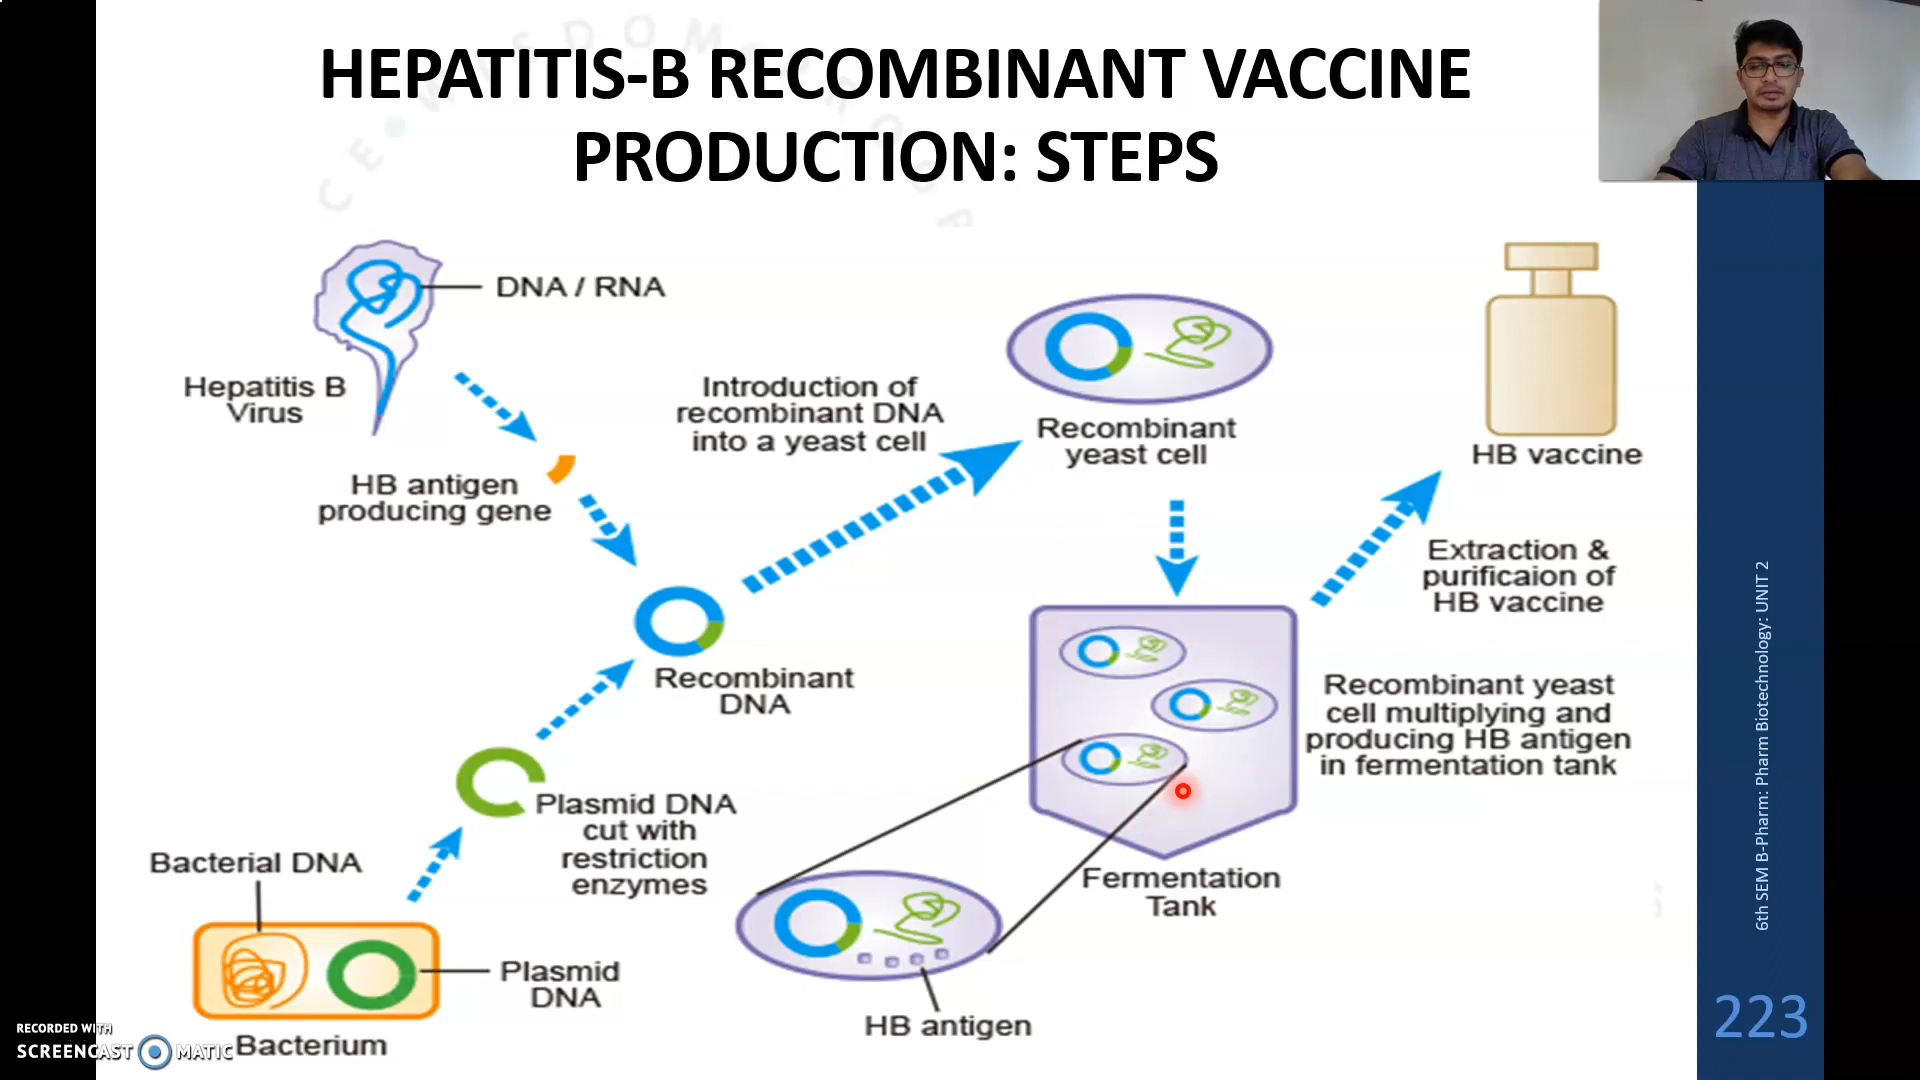 HEPATITIS-B RECOMBINANT VACCINE
PRODUCTION: STEPS
DNA / RNA
Hepatitis B
Virus
HB antigen
producing gene
Introduction of
recombinant DNA
into a yeast cell
Recombinant
yeast cell
HB vaccine
Extraction &
purificaion of
HB vaccine
Recombinant
DNA
Recombinant yeast
cell multiplying and
producing HB antigen
in fermentation tank
Plasmid DNA
cut with
restriction
enzymes
Fermentation
Tank
Bacterial DNA
Plasmid
DNA
Bacterium
HB antigen
6th SEM B-Pharm: Pharm Biotechnology: UNIT 2
223
RECORDED WITH
SCREENCAST MATIC